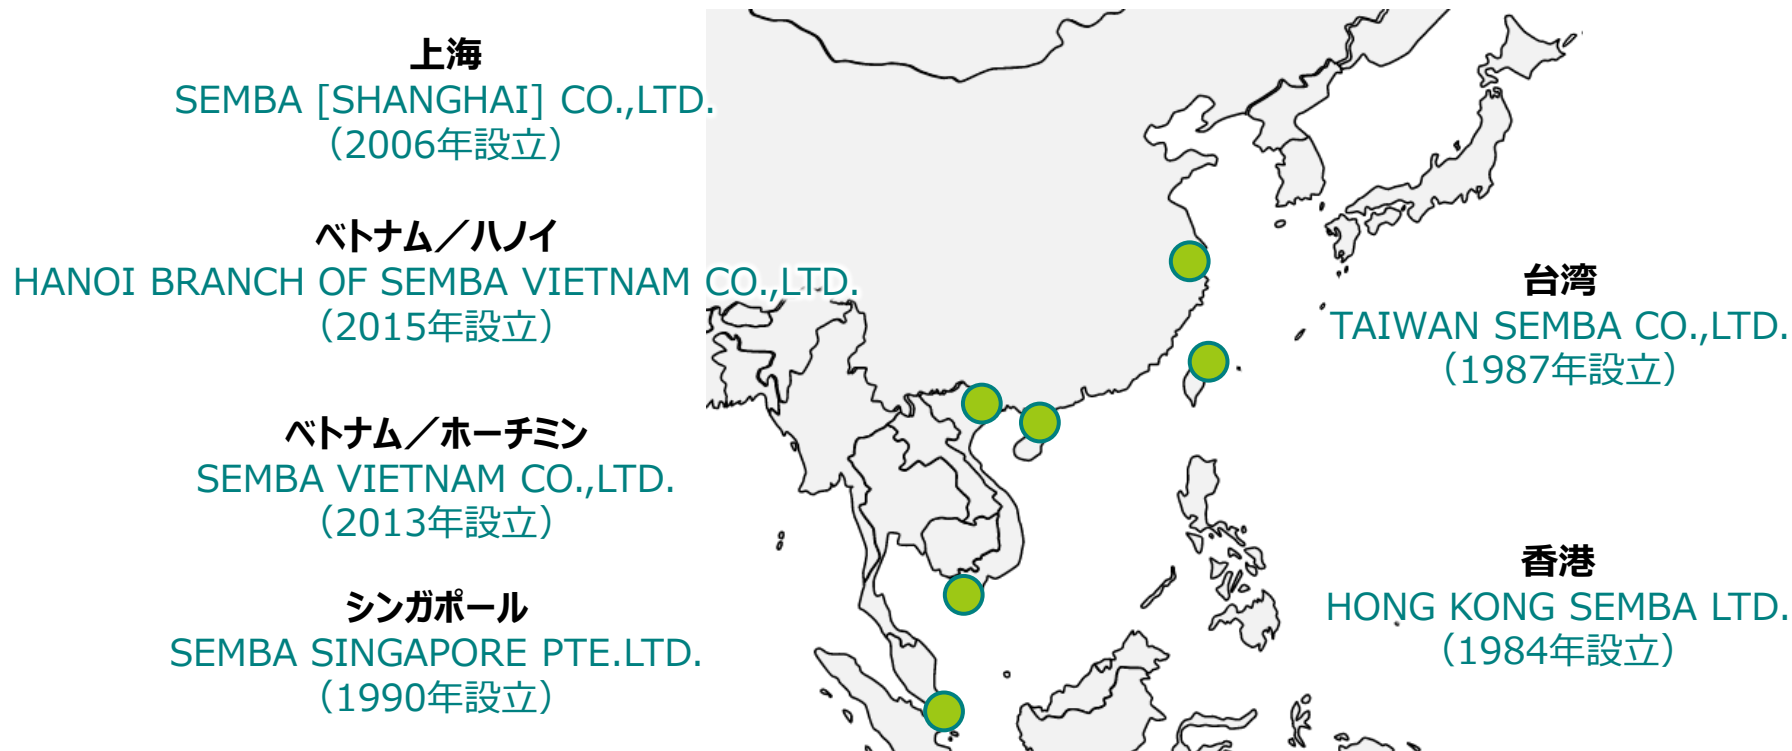 上海
SEMBA [SHANGHAI] CO.,LTD.
（2006年設立）
ベトナム／ハノイ
HANOI BRANCH OF SEMBA VIETNAM CO.,LTD.
（2015年設立）
ベトナム／ホーチミン
SEMBA VIETNAM CO.,LTD.
（2013年設立）
シンガポール
SEMBA SINGAPORE PTE.LTD.
（1990年設立）
台湾
TAIWAN SEMBA CO.,LTD.
（1987年設立）
香港
HONG KONG SEMBA LTD.
（1984年設立）